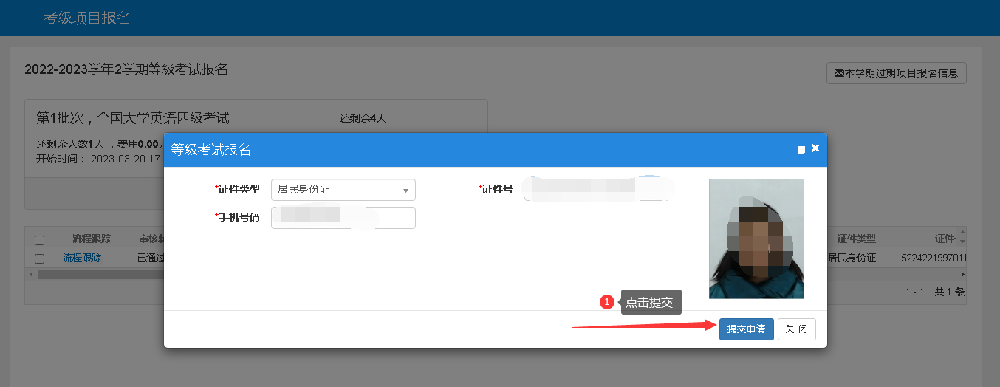 考级项目报名
2022-2023学年2学期等级考试报名
本学期过期项目报名信息
第1批次，全国大学英语四级考试
还剩余4天
还剩余人数1人 ，费用0.00元
开始时间： 2023-03-20 17:
等级考试报名
*证件类型 居民身份证
*证件号
*手机号码
流程跟踪 审核状 证件类型 证件号
流程跟踪 已通过 居民身份证 5224221997011
1 - 1 共 1 条
1 点击提交
提交申请 关 闭